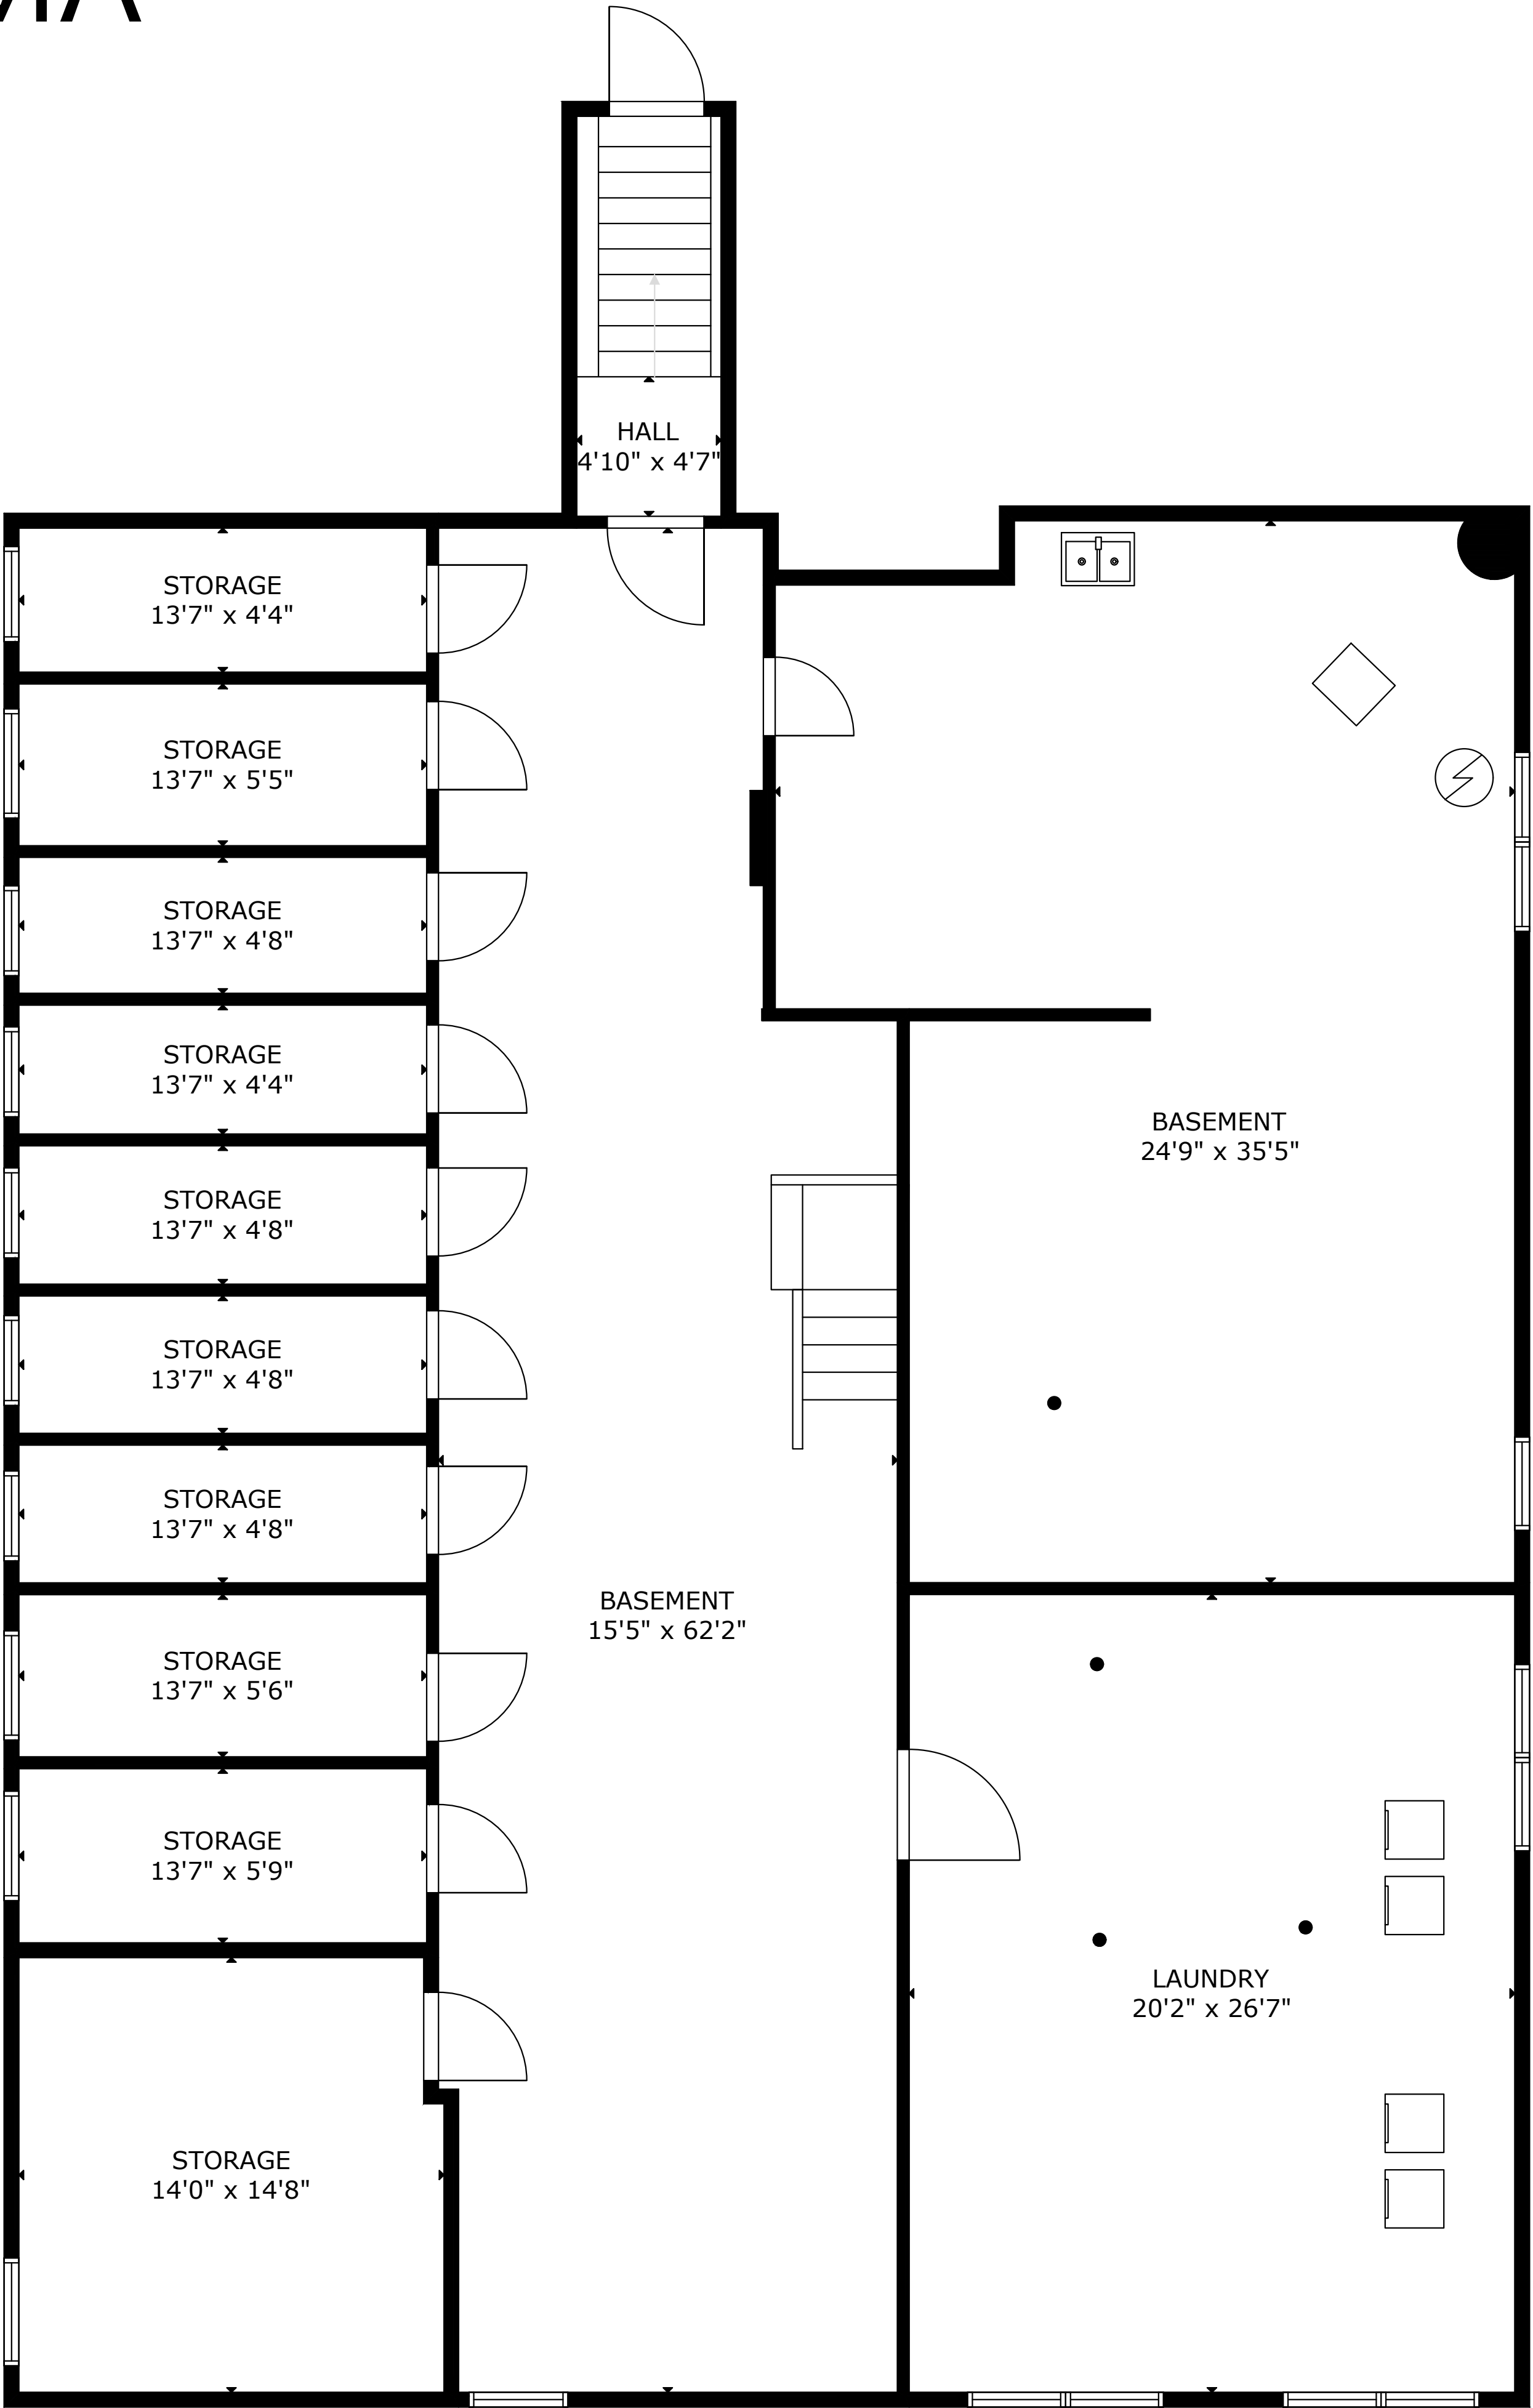 HALL
4'10" x 4'7"
STORAGE
13'7" x 4'4"
STORAGE
13'7" x 5'5"
STORAGE
13'7" x 4'8"
STORAGE
13'7" x 4'4"
STORAGE
13'7" x 4'8"
STORAGE
13'7" x 4'8"
STORAGE
13'7" x 4'8"
STORAGE
13'7" x 5'6"
STORAGE
13'7" x 5'9"
STORAGE
14'0" x 14'8"
BASEMENT
15'5" x 62'2"
BASEMENT
24'9" x 35'5"
LAUNDRY
20'2" x 26'7"